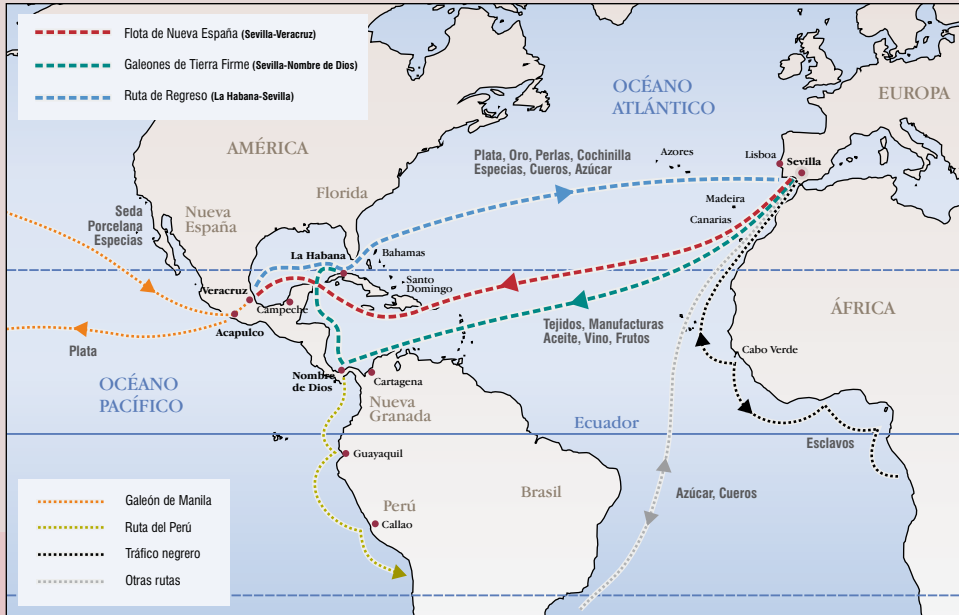 Flota de Nueva España (Sevilla-Veracruz)
Galeones de Tierra Firme (Sevilla-Nombre de Dios)
Ruta de Regreso (La Habana-Sevilla)
OCÉANO
ATLÁNTICO
EUROPA
AMÉRICA
Plata, Oro, Perlas, Cochinilla
Especias, Cueros, Azúcar
Azores
Lisboa
Sevilla
Florida
Madeira
Canarias
Seda
Porcelana
Especias
Nueva
España
La Habana
Bahamas
Santo
Domingo
Veracruz
Campeche
Acapulco
ÁFRICA
Tejidos, Manufacturas
Aceite, Vino, Frutos
Plata
Cabo Verde
OCÉANO
PACÍFICO
Nombre
de Dios
Cartagena
Nueva
Granada
Ecuador
Esclavos
Guayaquil
Brasil
Azúcar, Cueros
Perú
Callao
Galeón de Manila
Ruta del Perú
Tráfico negrero
Otras rutas